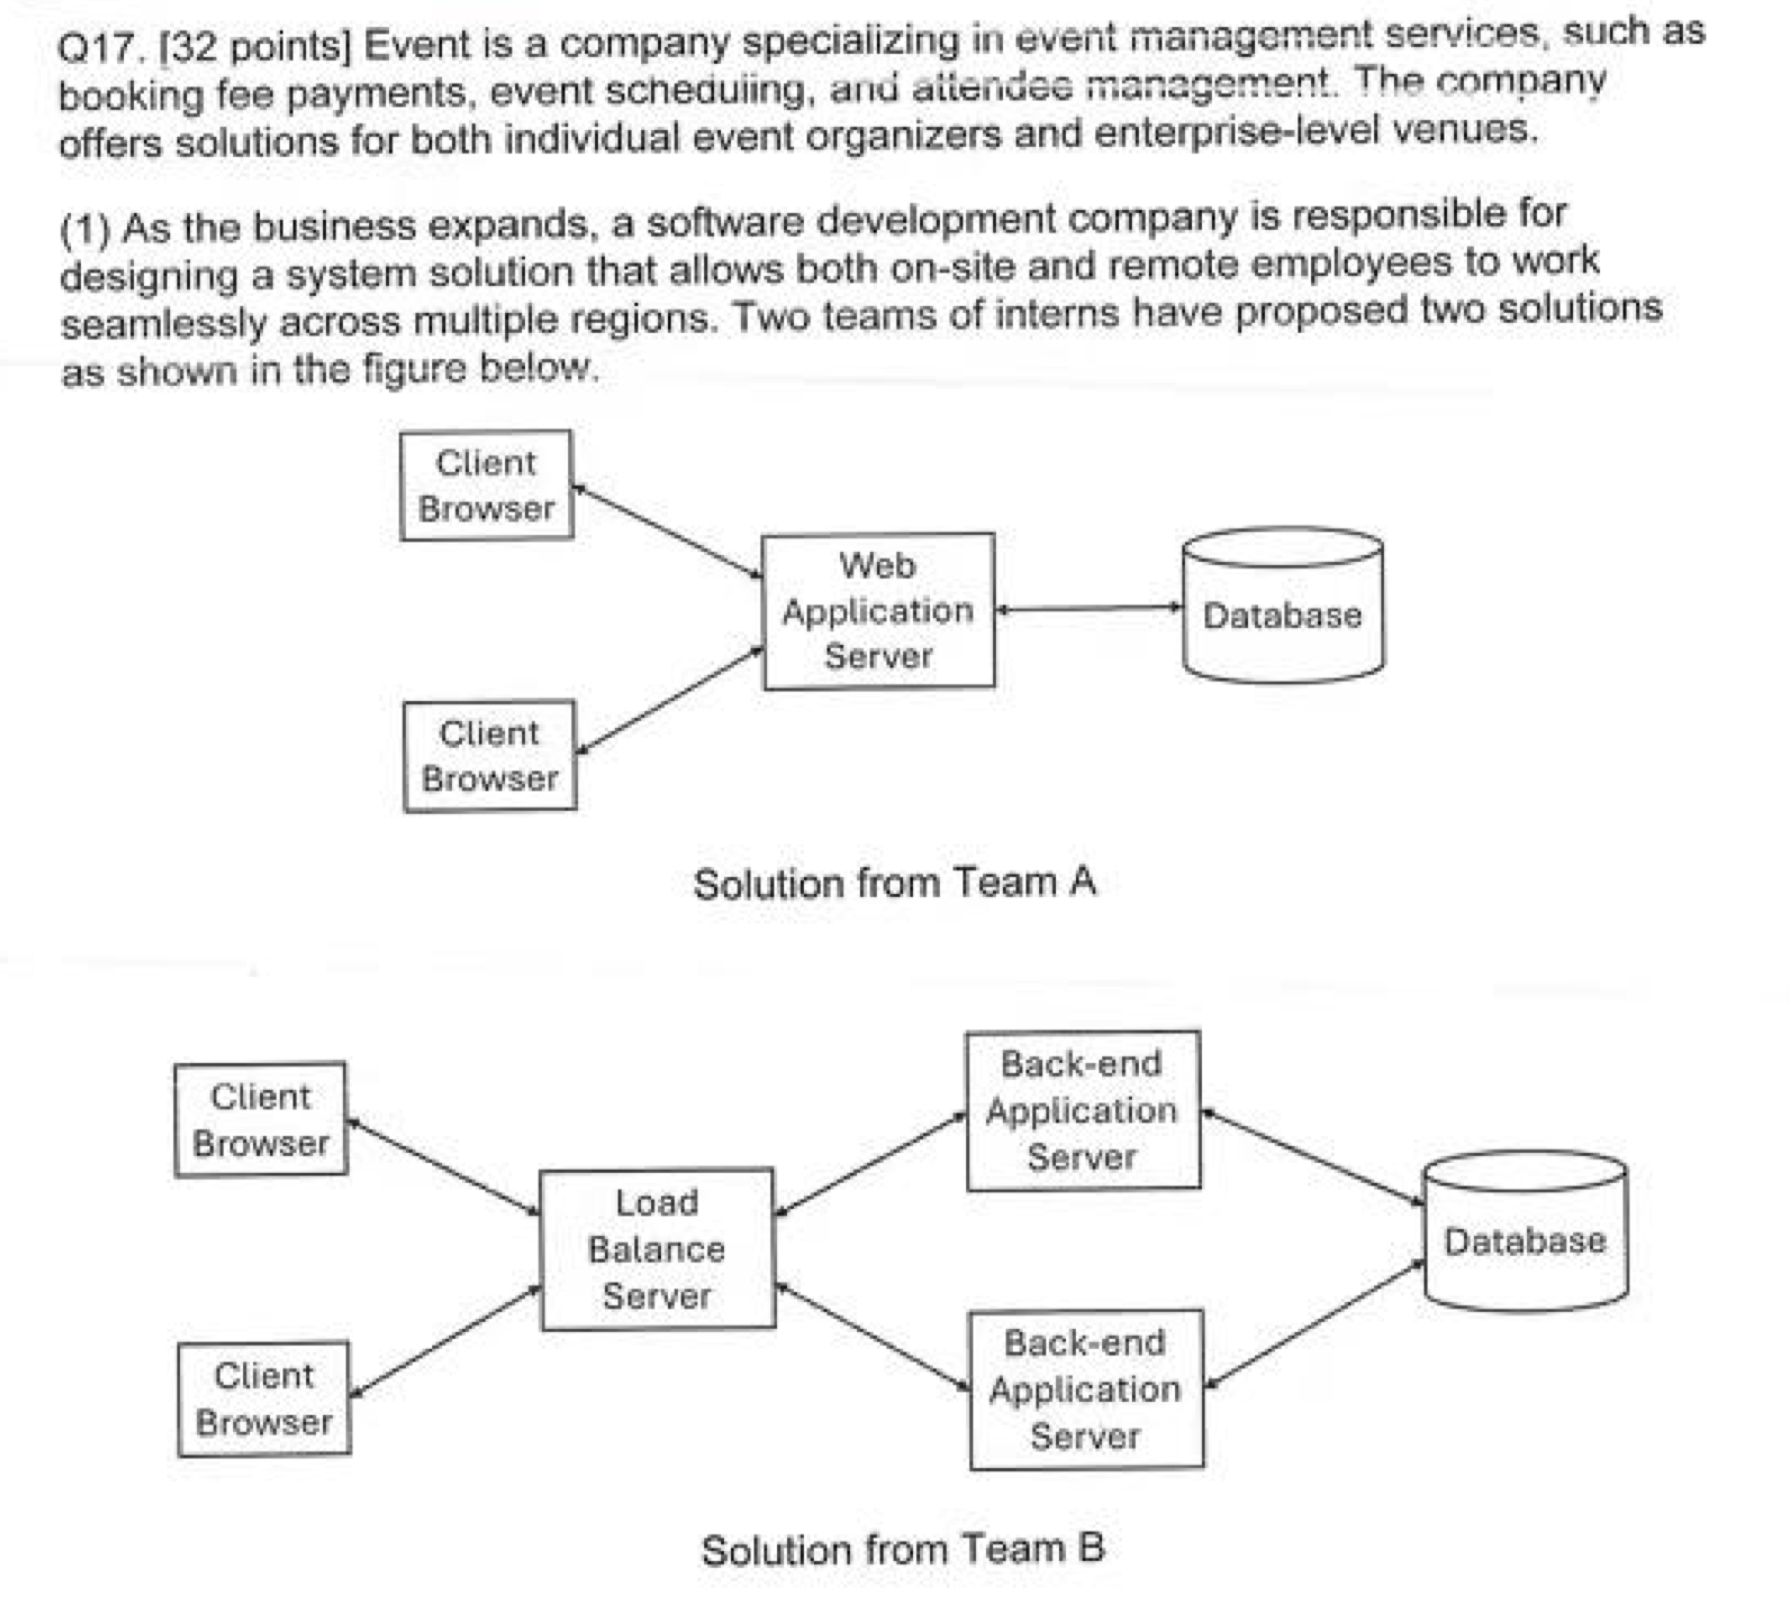 Q17. [32 points] Event is a company specializing in event management services, such as
booking fee payments, event scheduling, and attendee management. The company
offers solutions for both individual event organizers and enterprise-level venues.
(1) As the business expands, a software development company is responsible for
designing a system solution that allows both on-site and remote employees to work
seamlessly across multiple regions. Two teams of interns have proposed two solutions
as shown in the figure below.
Client
Browser
Web
Application
Server
Database
Client
Browser
Solution from Team A
Client
Browser
Load
Balance
Server
Back-end
Application
Server
Database
Client
Browser
Back-end
Application
Server
Solution from Team B